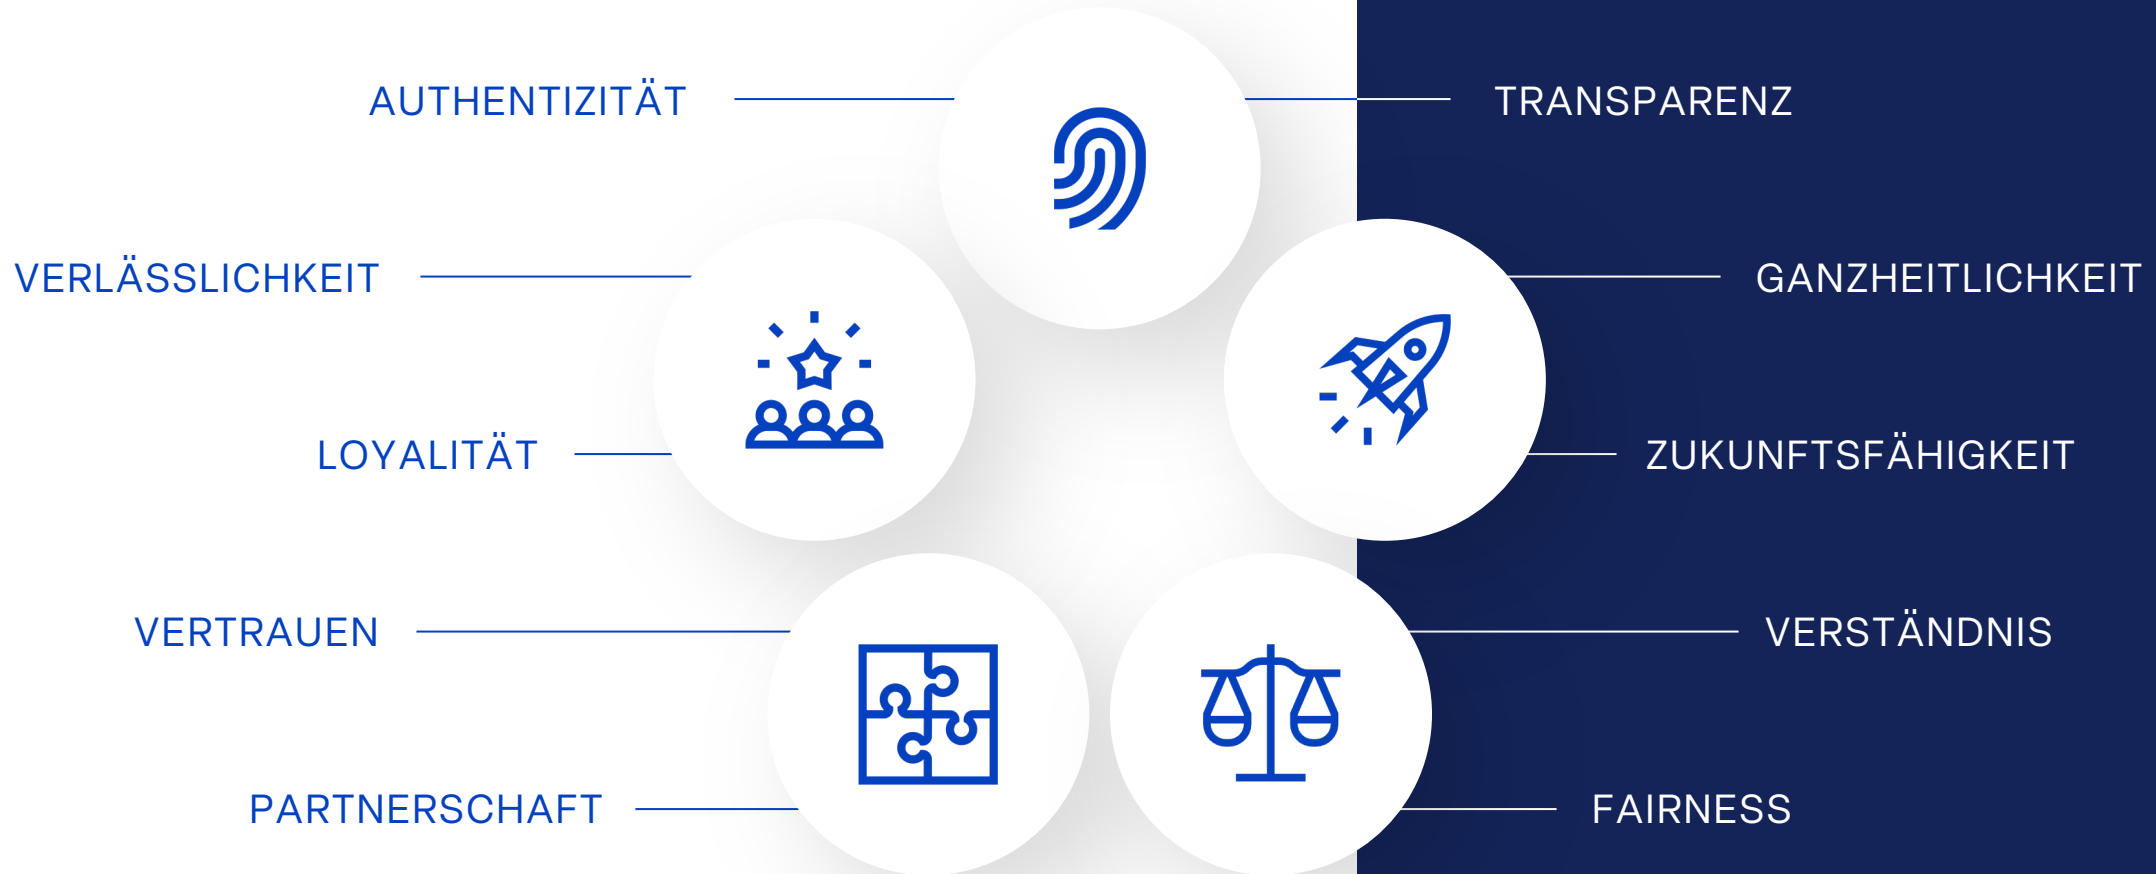 AUTHENTIZITÄT
TRANSPARENZ
VERLÄSSLICHKEIT
GANZHEITLICHKEIT
LOYALITÄT
ZUKUNFTSFÄHIGKEIT
VERTRAUEN
VERSTÄNDNIS
PARTNERSCHAFT
FAIRNESS